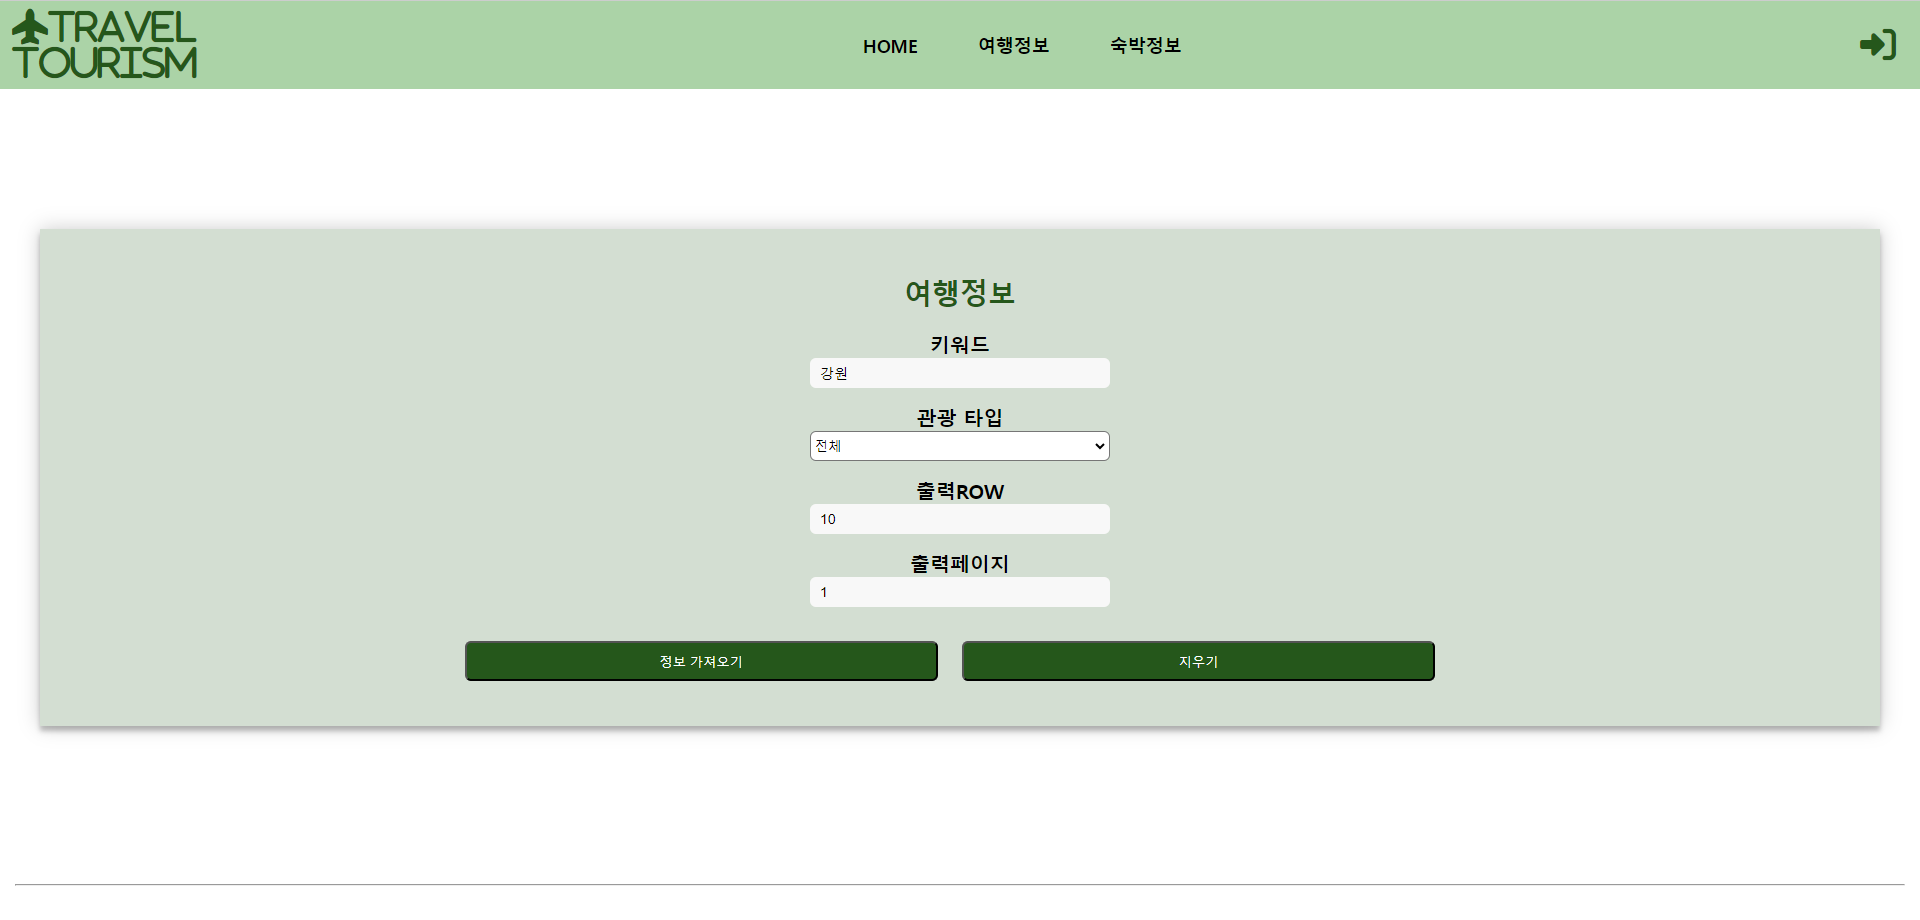 TRAVEL
TOURISM
HOME 여행정보 숙박정보
여행정보
키워드
강원
관광 타입
전체
출력ROW
10
출력페이지
1
정보 가져오기 지우기